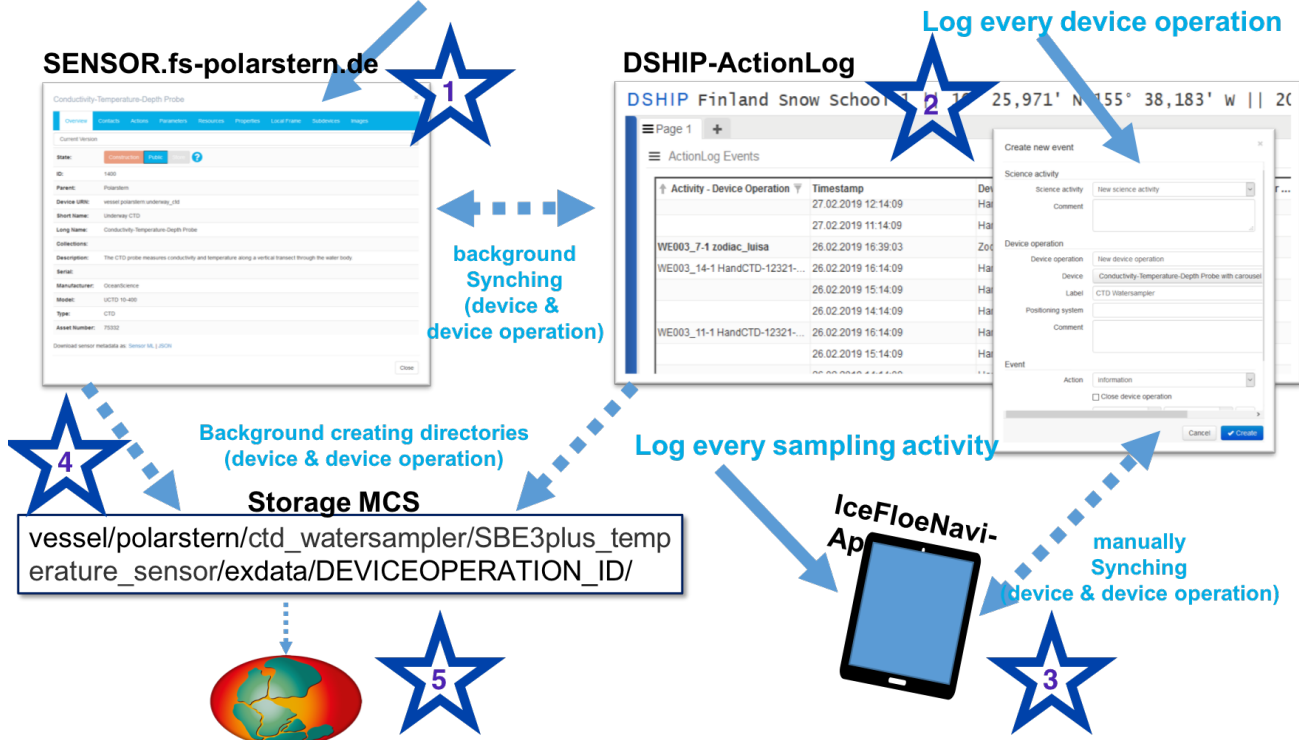 Log every device operation
SENSOR.fs-polarstern.de
1
Conductivity-Temperature-Depth Probe
×
Overview Contacts Actions Parameters Resources Properties Local Frame Subdevices Images
Current Version
State: Construction Public ?
ID: 1400
Parent: Polarstern
Device URN: vessel:polarstern:underway_ctd
Short Name: Underway CTD
Long Name: Conductivity-Temperature-Depth Probe
Collections:
Description: The CTD probe measures conductivity and temperature along a vertical transect through the water body.
Serial:
Manufacturer: OceanScience
Model: UCTD 10-400
Type: CTD
Asset Number: 75332
Download sensor metadata as: Sensor ML | JSON
Close
background
Synching
(device &
device operation)
DSHIP-ActionLog
2
DSHIP Finland Snow School 25,971' N 155° 38,183' W ||
Page 1 +
ActionLog Events
Activity - Device Operation Timestamp
27.02.2019 12:14:09
27.02.2019 11:14:09
WE003_7-1 zodiac_luisa 26.02.2019 16:39:03
WE003_14-1 HandCTD-12321-... 26.02.2019 16:14:09
26.02.2019 15:14:09
26.02.2019 14:14:09
WE003_11-1 HandCTD-12321-... 26.02.2019 16:14:09
26.02.2019 15:14:09
Create new event ×
Science activity
Science activity New science activity
Comment
Device operation
Device operation New device operation
Device Conductivity-Temperature-Depth Probe with carousel
Label CTD Watersampler
Positioning system
Comment
Event
Action Information
Close device operation
Cancel Create
4
Background creating directories
(device & device operation)
Storage MCS
vessel/polarstern/ctd_watersampler/SBE3plus_temp
erature_sensor/exdata/DEVICEOPERATION_ID/
5
Log every sampling activity
IceFloeNavi-
manually
Synching
(device & device operation)
3